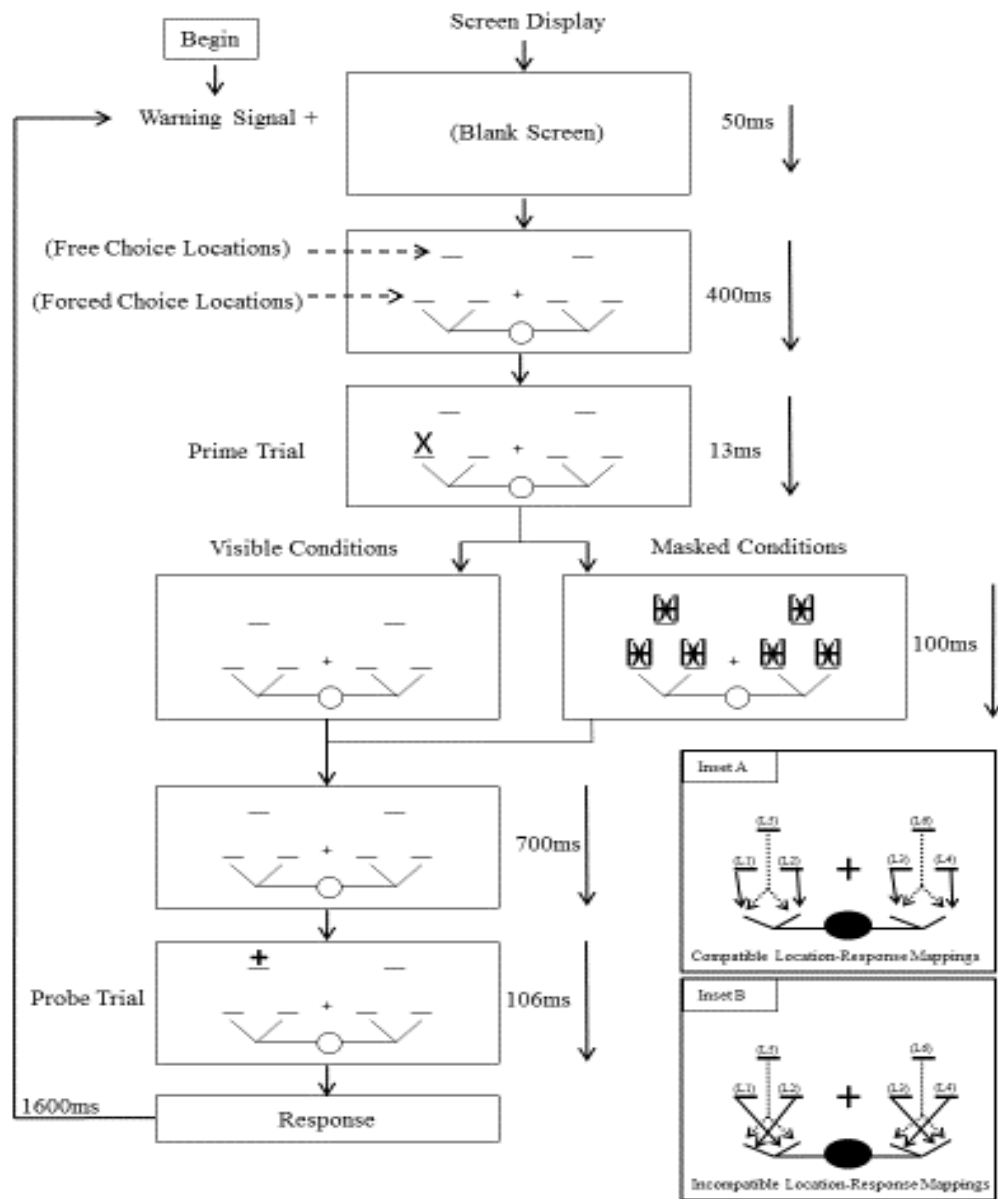 Screen Display
Begin
Warning Signal +
(Blank Screen)
50ms
(Free Choice Locations)
(Forced Choice Locations)
+
400ms
Prime Trial
X
+
13ms
Visible Conditions
Masked Conditions
+
+
100ms
+
700ms
Probe Trial
+
+
106ms
1600ms
Response
Inset A
(L5)
(L6)
(L1)
(L2)
+
(L3)
(L4)
Compatible Location-Response Mappings
Inset B
(L5)
(L6)
(L1)
(L2)
+
(L3)
(L4)
Incompatible Location-Response Mappings